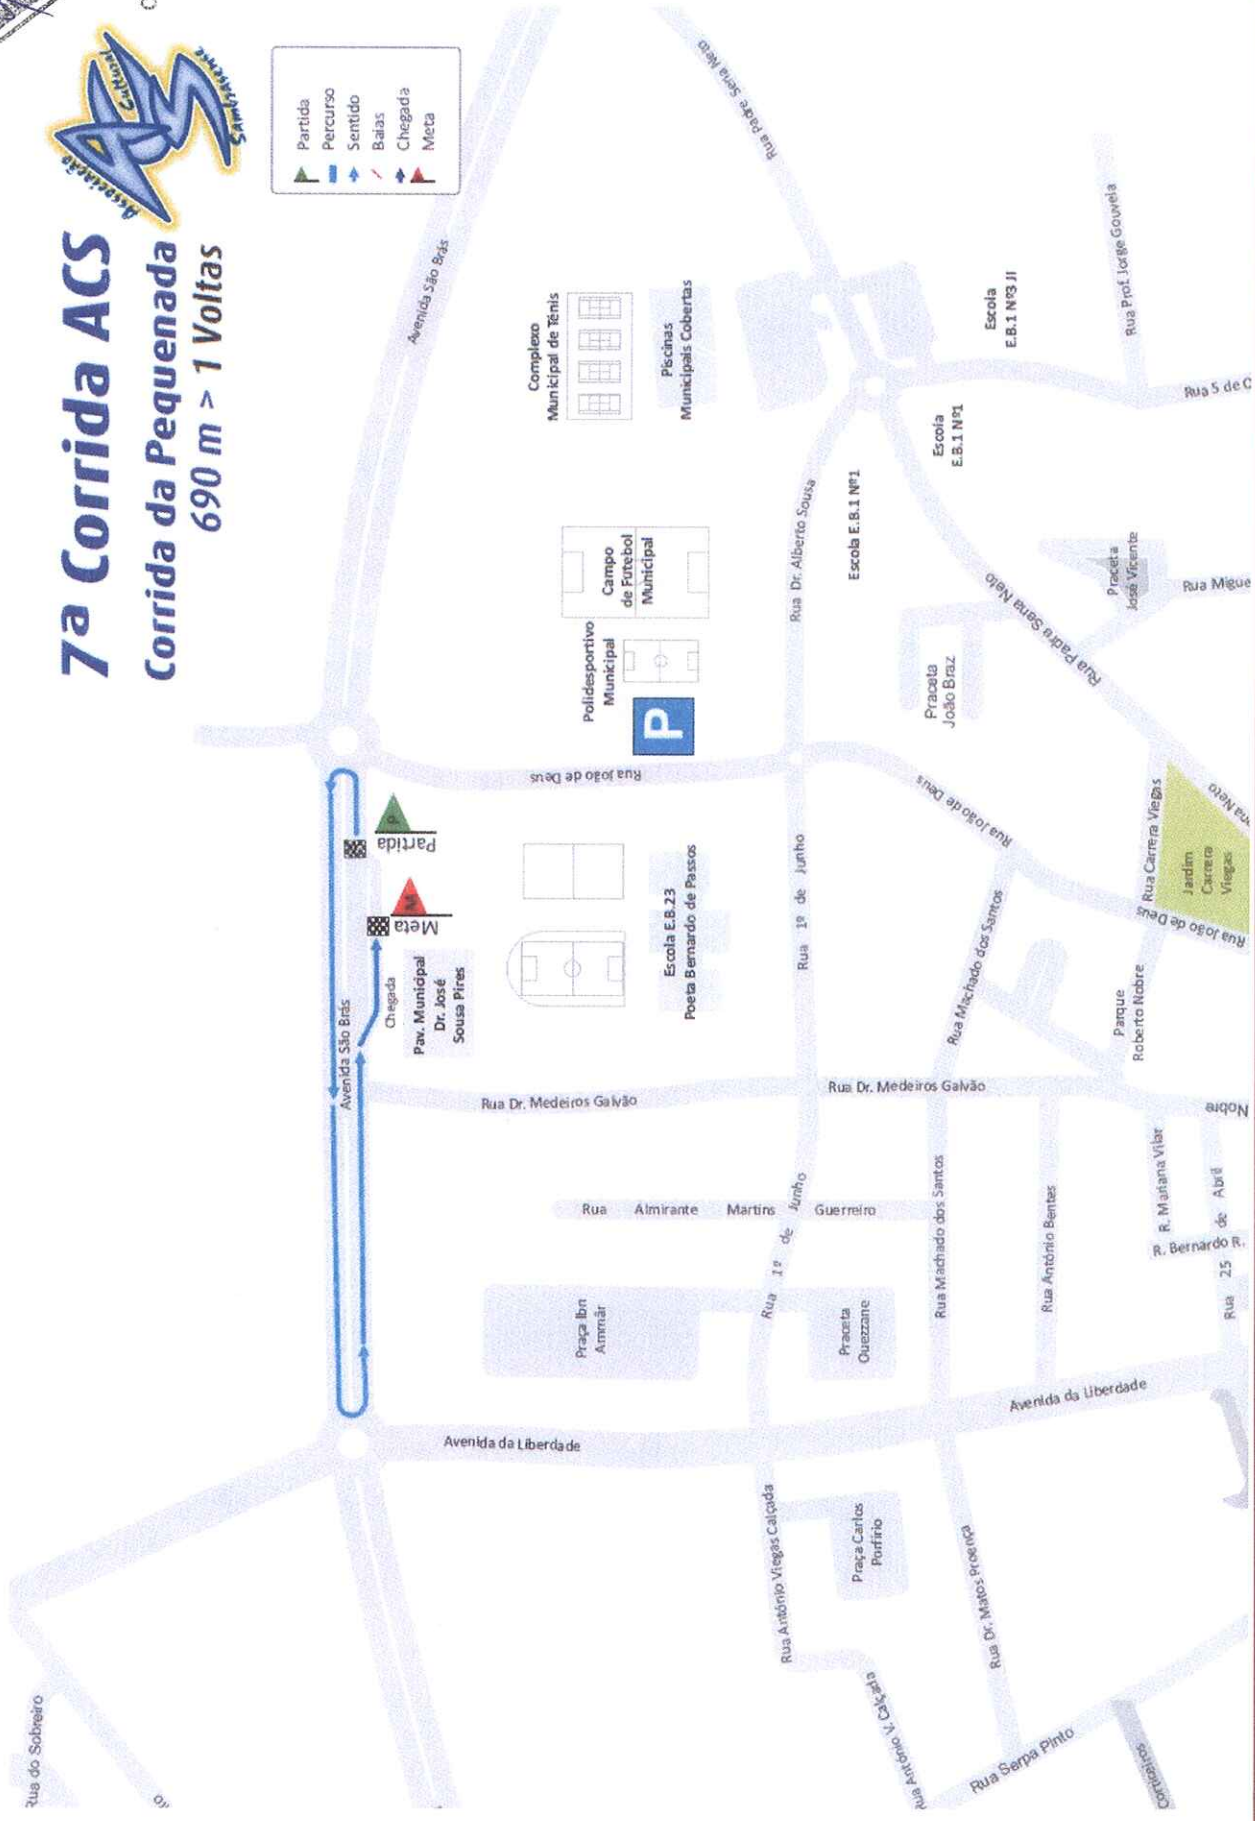 7ª Corrida ACS
Corrida da Pequenada
690 m > 1 Voltas
Associação
Cultural
Sambrasense
Partida
Percurso
Sentido
Baias
Chegada
Meta
Rua do Sobreiro
Avenida São Brás
Avenida São Brás
P
Partida
M
Meta
Chegada
Pav. Municipal
Dr. José
Sousa Pires
Complexo
Municipal de Ténis
Piscinas
Municipais Cobertas
Campo
de Futebol
Municipal
Polidesportivo
Municipal
P
Rua João de Deus
Escola E.B.23
Poeta Bernardo de Passos
Rua Dr. Medeiros Galvão
Rua Dr. Medeiros Galvão
Rua Almirante Martins Guerreiro
Praça Ibn
Ammār
Praceta
Ouezzane
Avenida da Liberdade
Avenida da Liberdade
Rua 1º de Junho
Rua 1º de Junho
Rua Dr. Alberto Sousa
Escola E.B.1 Nº1
Escola
E.B.1 Nº1
Escola
E.B.1 Nº3 JI
Rua Padre Sena Neto
Rua Padre Sena Neto
Rua Prof. Jorge Gouveia
Rua 5 de
Praceta
José Vicente
Rua Migue
Praceta
João Braz
Rua João de Deus
Rua Carrera Viegas
Jardim
Carrera
Viegas
na Neto
Rua João de Deus
Rua Machado dos Santos
Rua Machado dos Santos
Parque
Roberto Nobre
Nobre
Rua António Bentes
R. Mariana Vilar
R. Bernardo R.
Rua 25 de Abril
Rua António Viegas Calçada
Praça Carlos
Porfírio
Rua Dr. Matos Proença
Rua António V. Calçada
Rua Serpa Pinto